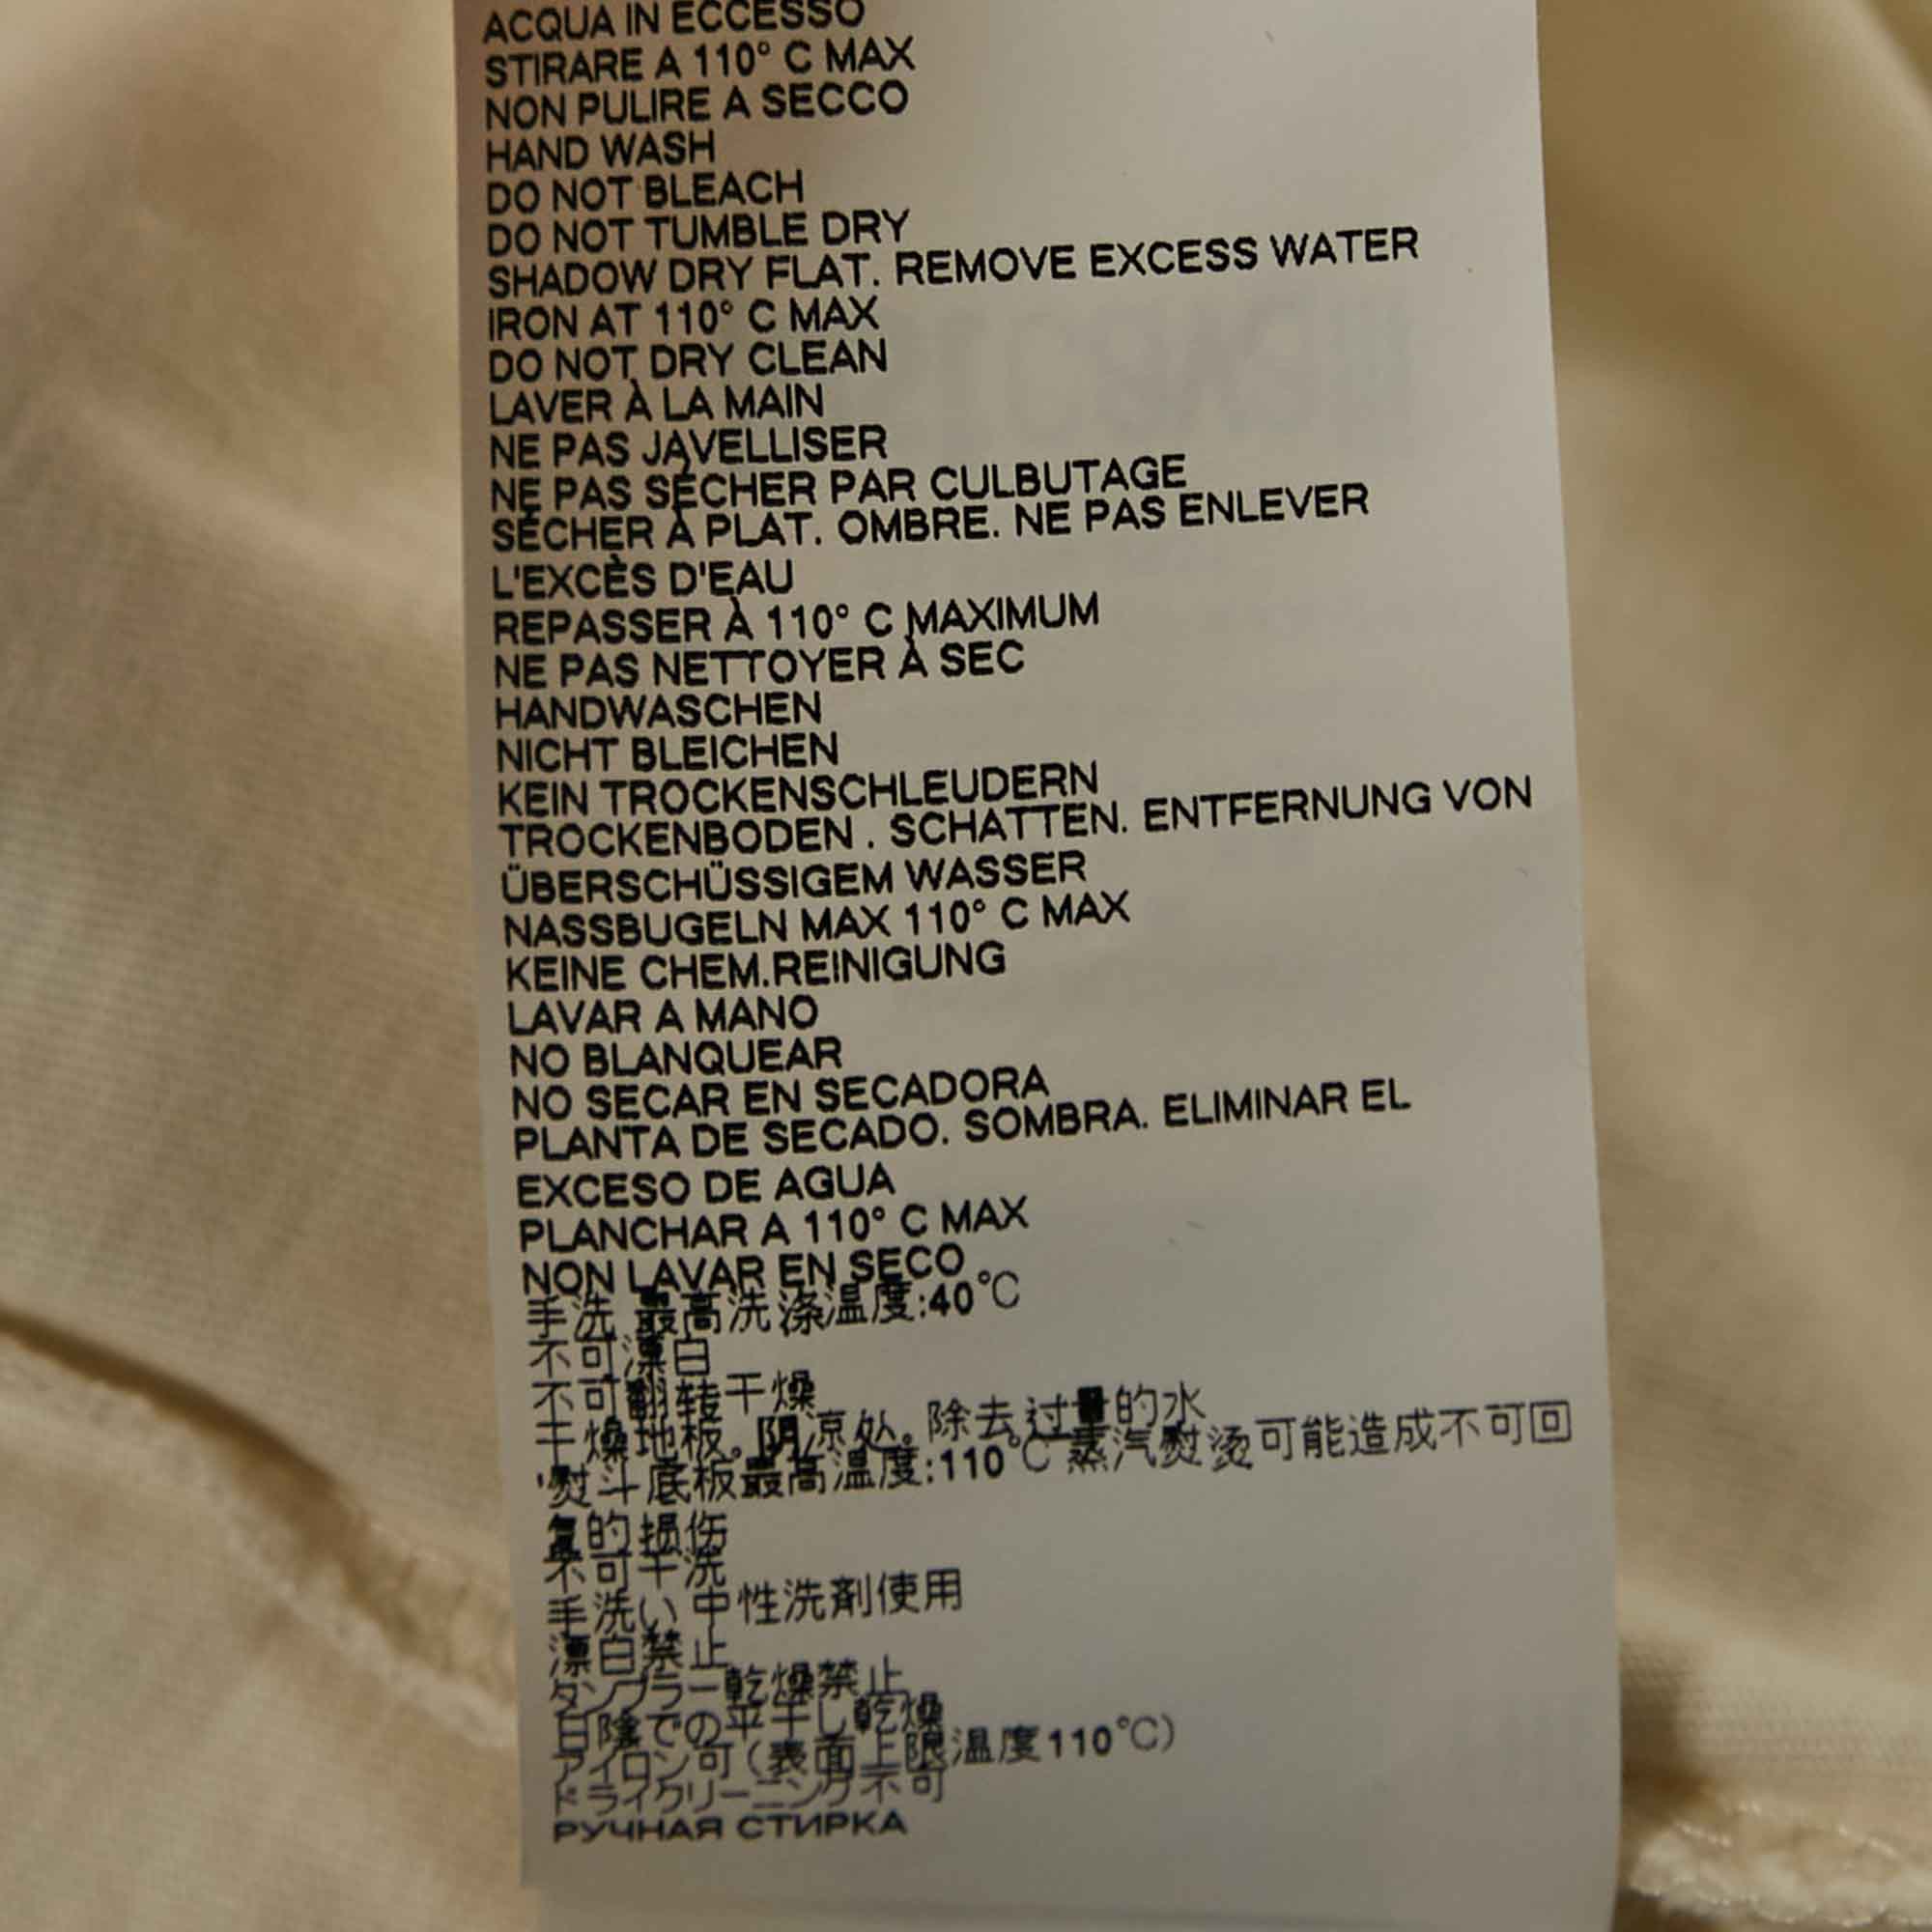 ACQUA IN ECCESSO
STIRARE A 110° C MAX
NON PULIRE A SECCO
HAND WASH
DO NOT BLEACH
DO NOT TUMBLE DRY
SHADOW DRY FLAT. REMOVE EXCESS WATER
IRON AT 110° C MAX
DO NOT DRY CLEAN
LAVER À LA MAIN
NE PAS JAVELLISER
NE PAS SÉCHER PAR CULBUTAGE
SÉCHER À PLAT. OMBRE. NE PAS ENLEVER
L'EXCÈS D'EAU
REPASSER À 110° C MAXIMUM
NE PAS NETTOYER À SEC
HANDWASCHEN
NICHT BLEICHEN
KEIN TROCKENSCHLEUDERN
TROCKENBODEN . SCHATTEN. ENTFERNUNG VON
ÜBERSCHÜSSIGEM WASSER
NASSBUGELN MAX 110° C MAX
KEINE CHEM.REINIGUNG
LAVAR A MANO
NO BLANQUEAR
NO SECAR EN SECADORA
PLANTA DE SECADO. SOMBRA. ELIMINAR EL
EXCESO DE AGUA
PLANCHAR A 110° C MAX
NON LAVAR EN SECO
手洗 最高洗涤温度:40℃
不可漂白
不可翻转干燥
干燥地板。阴凉处。除去过量的水
熨斗底板最高温度:110℃ 蒸汽熨烫可能造成不可回
复的损伤
不可干洗
手洗い 中性洗剤使用
漂白禁止
タンブラー乾燥禁止
日陰での平干し乾燥
アイロン可(表面上限温度110℃)
ドライクリーニング不可
РУЧНАЯ СТИРКА